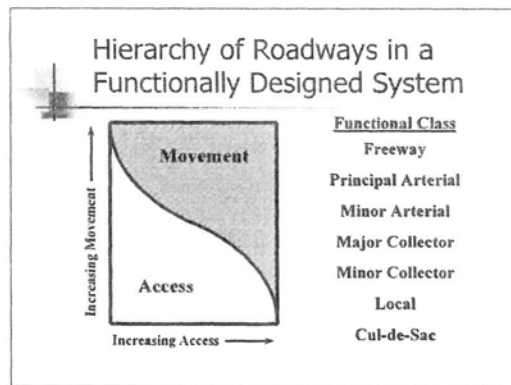 Hierarchy of Roadways in a
Functionally Designed System
Increasing Movement
Movement
Access
Increasing Access
Functional Class
Freeway
Principal Arterial
Minor Arterial
Major Collector
Minor Collector
Local
Cul-de-Sac